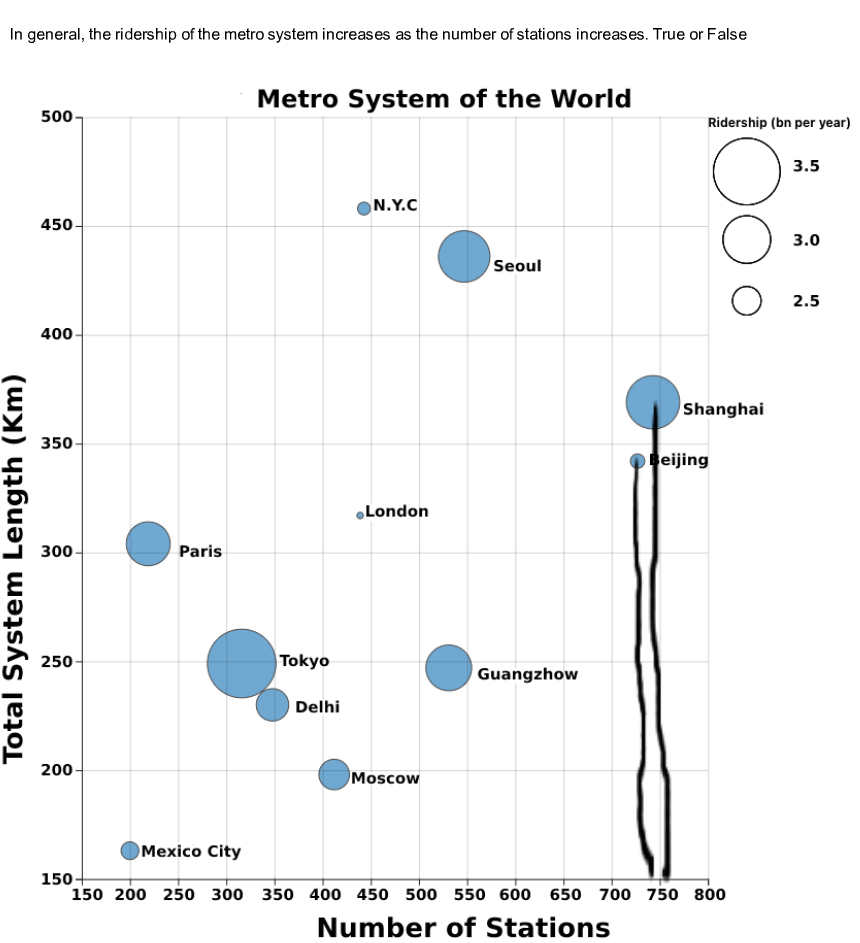 In general, the ridership of the metro system increases as the number of stations increases. True or False
Metro System of the World
Ridership (bn per year)
3.5
3.0
2.5
500
450
400
350
300
250
200
150
Total System Length (Km)
N.Y.C
Seoul
Shanghai
Beijing
London
Paris
Tokyo
Guangzhow
Delhi
Moscow
Mexico City
150 200 250 300 350 400 450 500 550 600 650 700 750 800
Number of Stations